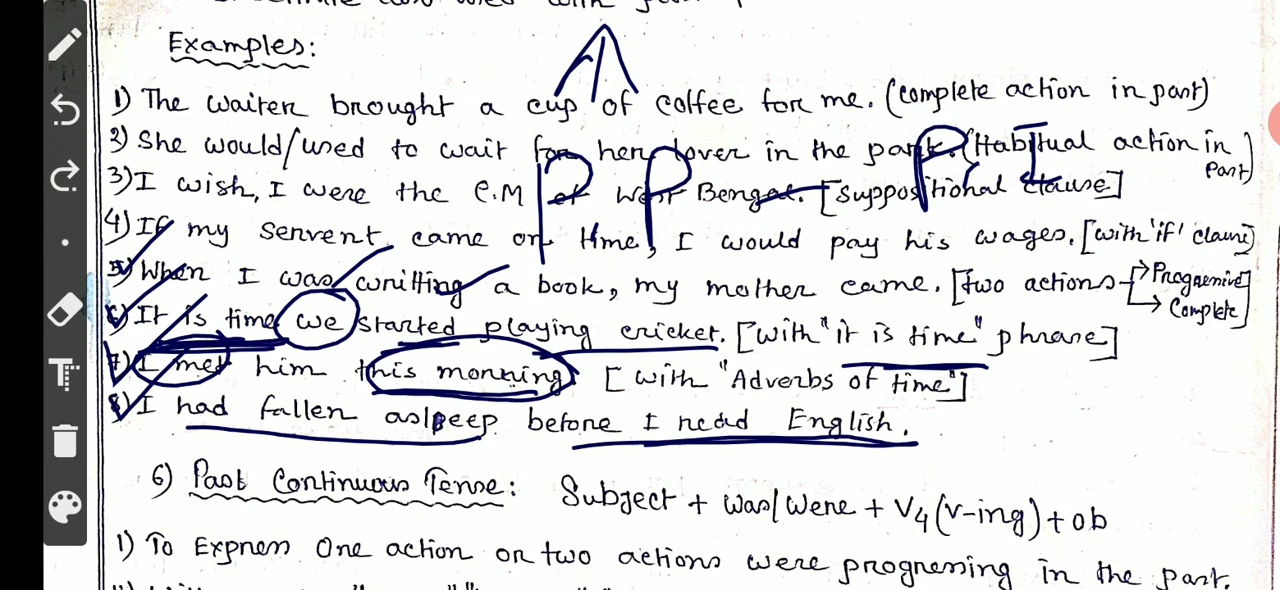 Examples:
1) The waiter brought a cup of coffee for me. (complete action in past)
2) She would/used to wait for her lover in the park. (Habitual action in past)
3) I wish, I were the C.M of West Bengal. [suppositional clause]
4) If my servent came on time, I would pay his wages. [with 'if' clause]
5) When I was writting a book, my mother came. [two actions → Progressive → Complete]
6) It is time we started playing cricket. [with "it is time" phrase]
7) I met him this morning. [with "Adverbs of time"]
8) I had fallen asleep before I read English.
6) Past Continuous Tense: Subject + was/were + V4 (v-ing) + ob
1) To Express One action or two actions were progressing in the past.